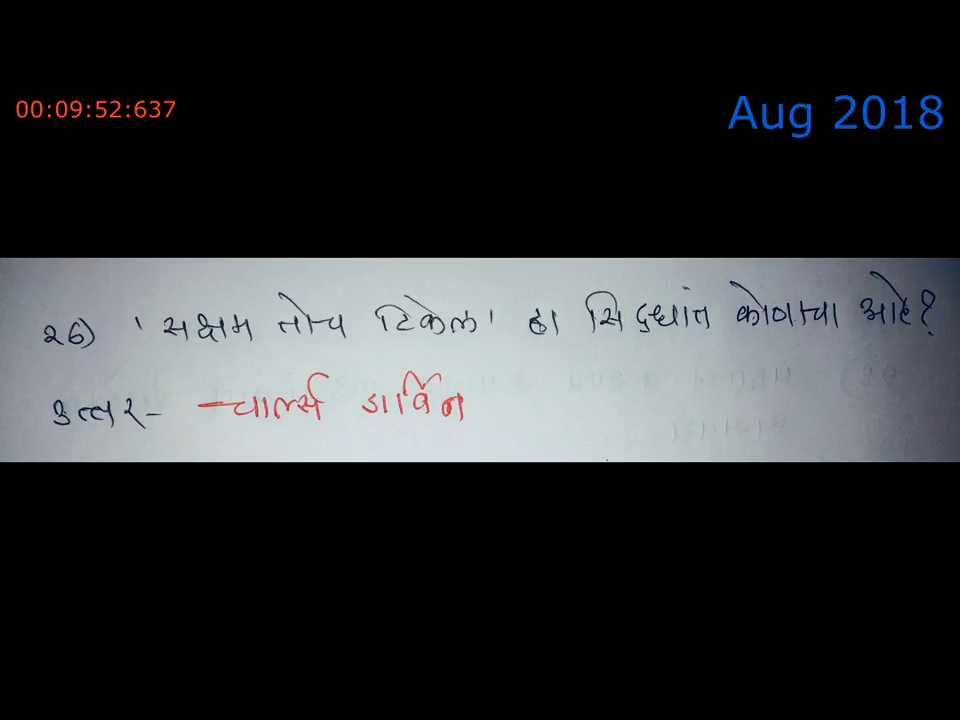 00:09:52:637
Aug 2018
२६) 'सक्षम तोच टिकेल' हा सिद्धांत कोणाचा आहे?
उत्तर- चार्ल्स डार्विन